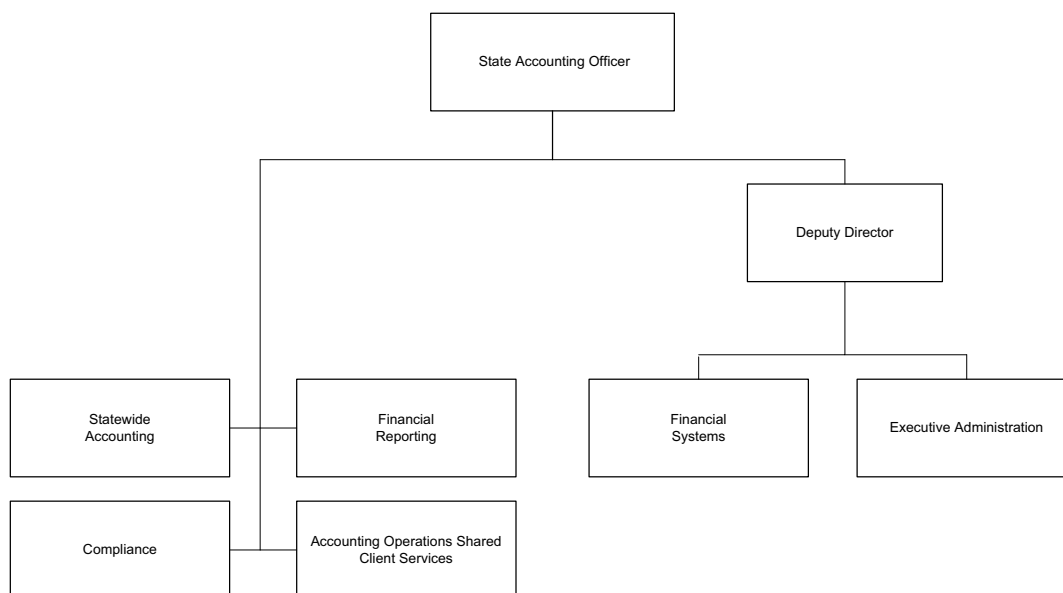 State Accounting Officer
Deputy Director
Statewide
Accounting
Financial
Reporting
Financial
Systems
Executive Administration
Compliance
Accounting Operations Shared
Client Services